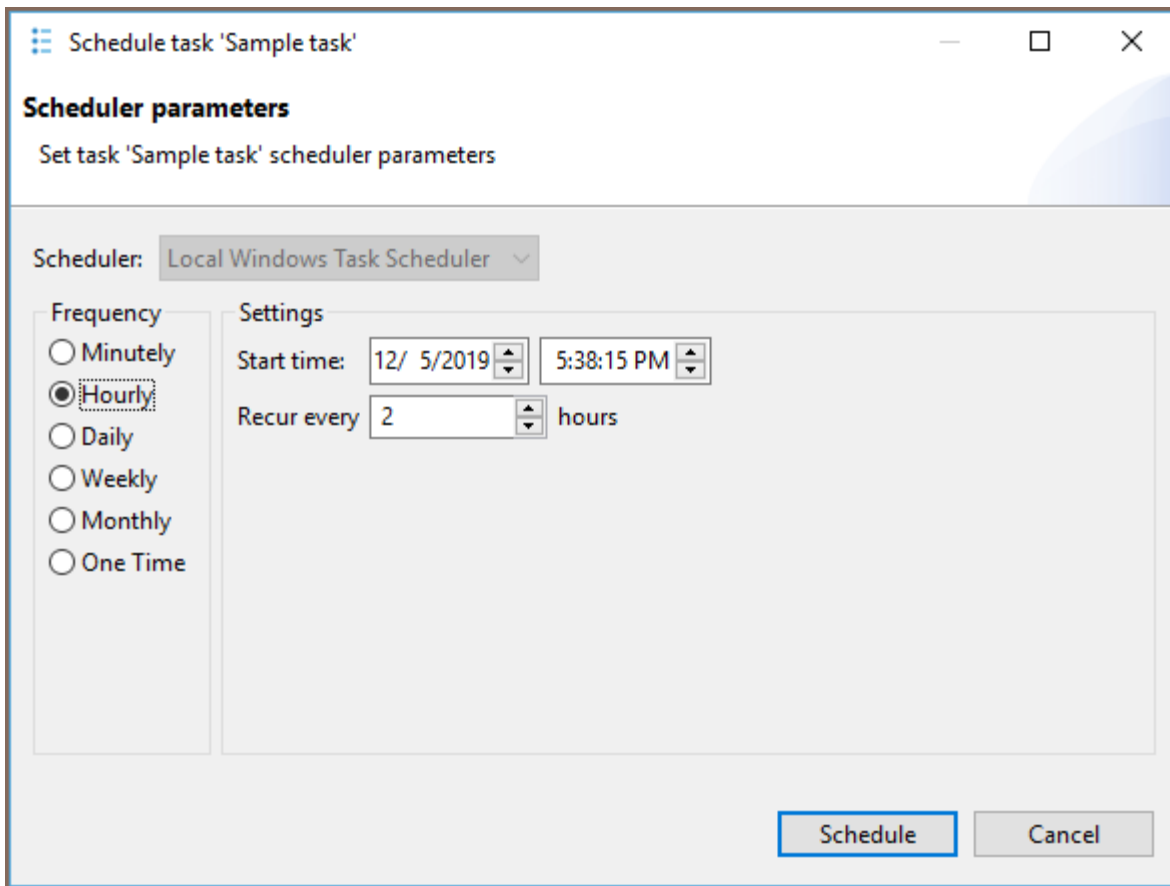 Schedule task 'Sample task'
Scheduler parameters
Set task 'Sample task' scheduler parameters
Scheduler: Local Windows Task Scheduler
Frequency
Minutely
Hourly
Daily
Weekly
Monthly
One Time
Settings
Start time: 12/ 5/2019 5:38:15 PM
Recur every 2 hours
Schedule Cancel